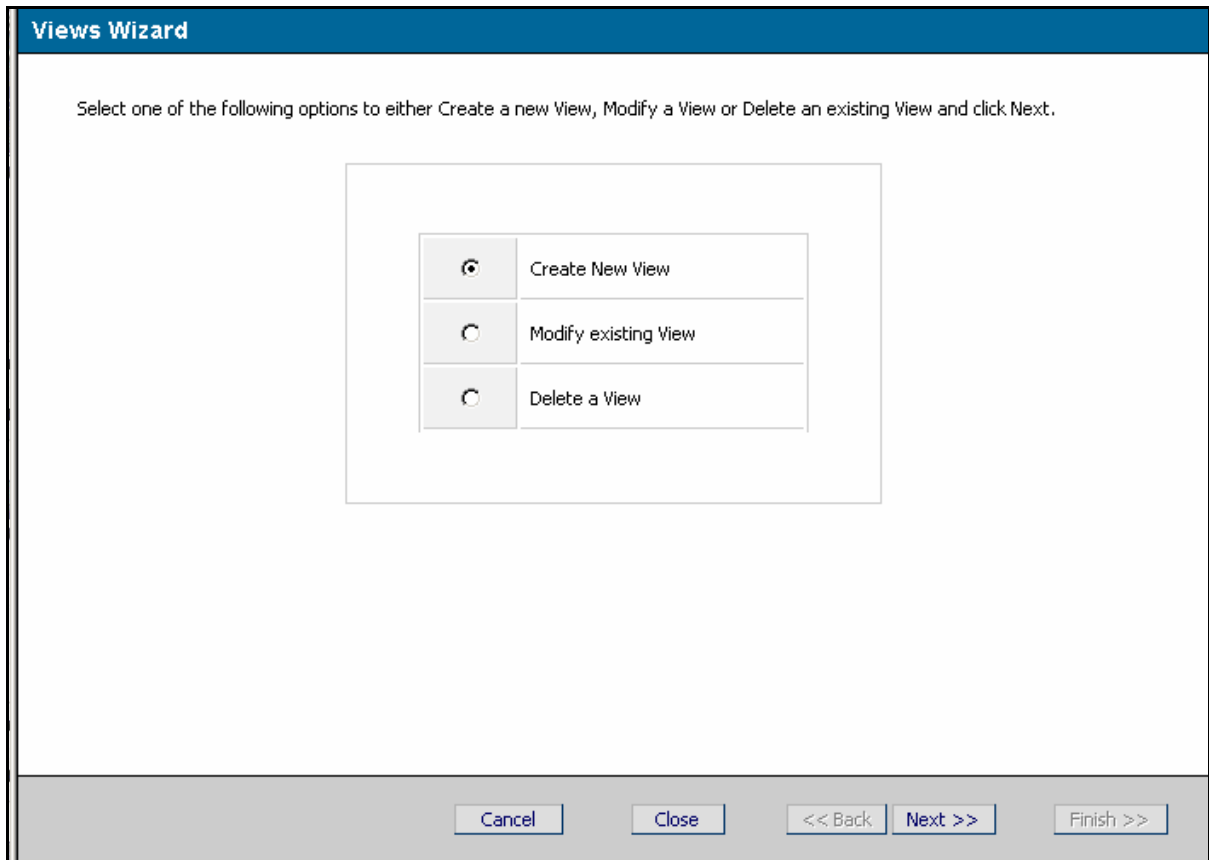 Views Wizard
Select one of the following options to either Create a new View, Modify a View or Delete an existing View and click Next.
Create New View
Modify existing View
Delete a View
Cancel Close << Back Next >> Finish >>